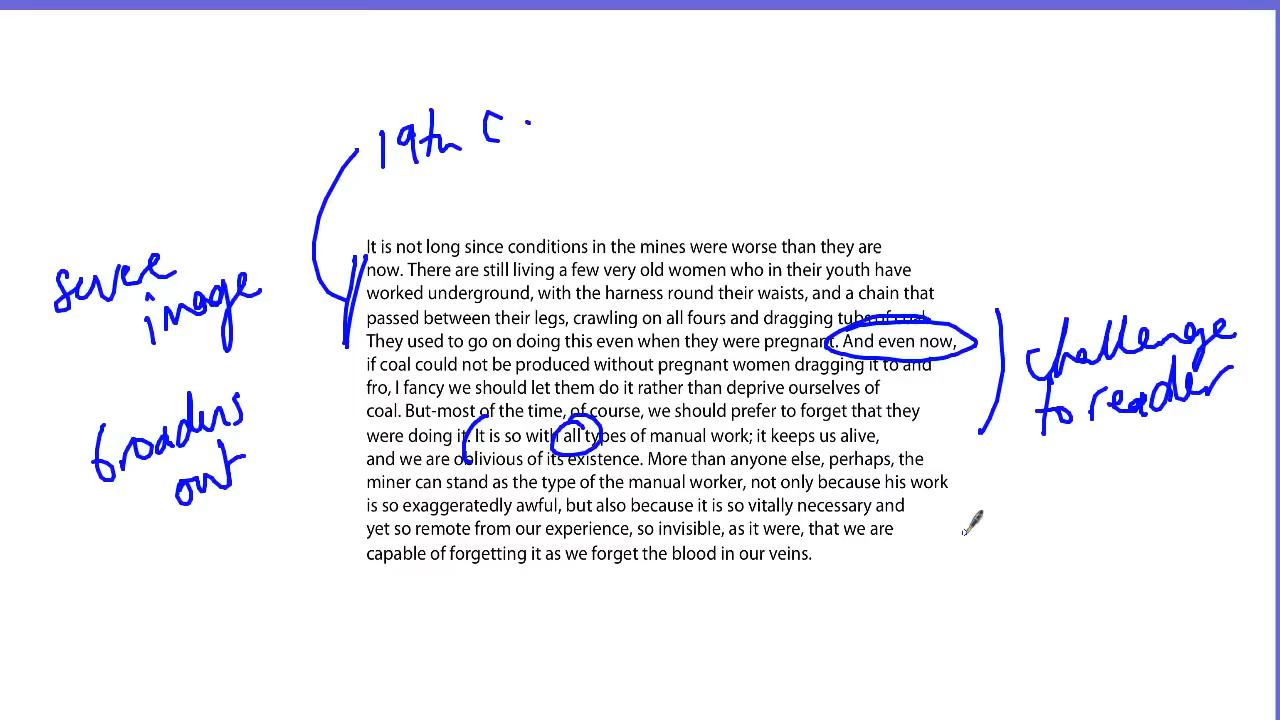 19th C.
It is not long since conditions in the mines were worse than they are
now. There are still living a few very old women who in their youth have
worked underground, with the harness round their waists, and a chain that
passed between their legs, crawling on all fours and dragging tubs of coal.
They used to go on doing this even when they were pregnant. And even now,
if coal could not be produced without pregnant women dragging it to and
fro, I fancy we should let them do it rather than deprive ourselves of
coal. But-most of the time, of course, we should prefer to forget that they
were doing it. It is so with all types of manual work; it keeps us alive,
and we are oblivious of its existence. More than anyone else, perhaps, the
miner can stand as the type of the manual worker, not only because his work
is so exaggeratedly awful, but also because it is so vitally necessary and
yet so remote from our experience, so invisible, as it were, that we are
capable of forgetting it as we forget the blood in our veins.
severe
image
broadens
out
challenge
to reader